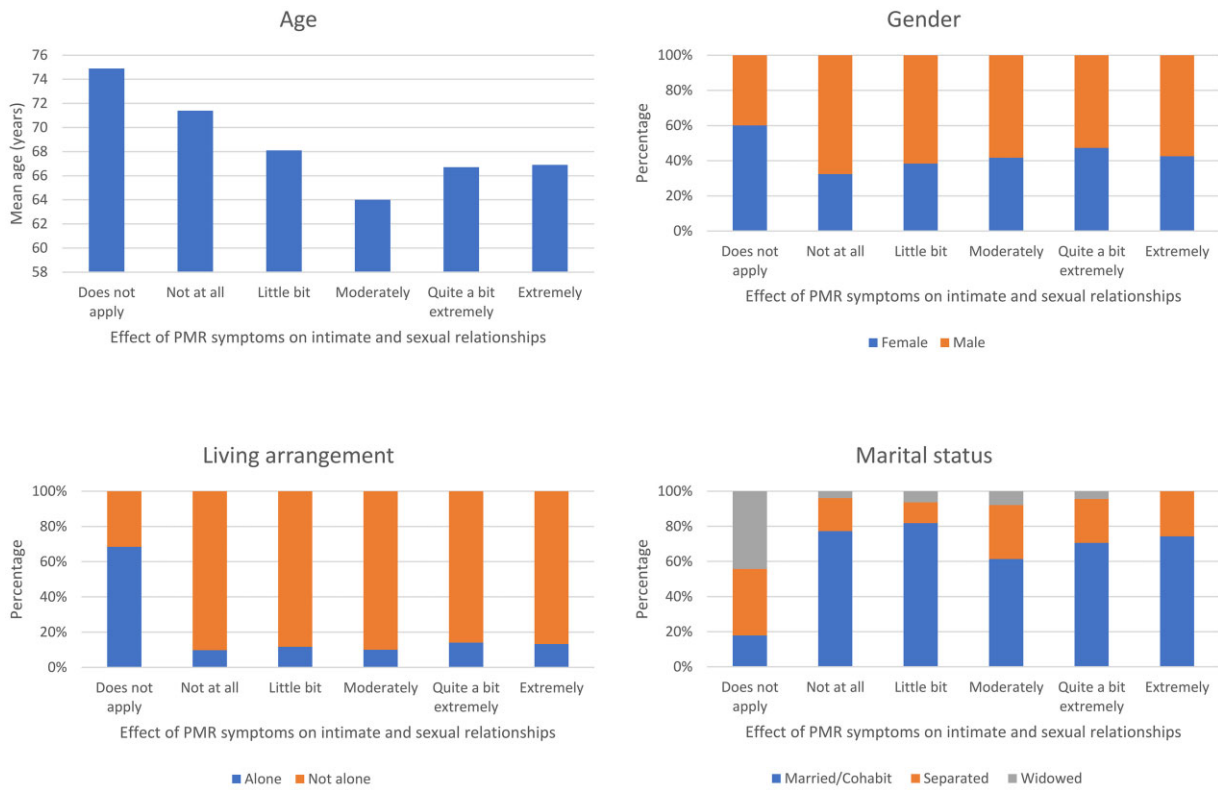 Age
76
74
72
70
68
66
64
62
60
58
Mean age (years)
Does not apply
Not at all
Little bit
Moderately
Quite a bit extremely
Extremely
Effect of PMR symptoms on intimate and sexual relationships
Gender
100%
80%
60%
40%
20%
0%
Percentage
Does not apply
Not at all
Little bit
Moderately
Quite a bit extremely
Extremely
Effect of PMR symptoms on intimate and sexual relationships
Female Male
Living arrangement
100%
80%
60%
40%
20%
0%
Percentage
Does not apply
Not at all
Little bit
Moderately
Quite a bit extremely
Extremely
Effect of PMR symptoms on intimate and sexual relationships
Alone Not alone
Marital status
100%
80%
60%
40%
20%
0%
Percentage
Does not apply
Not at all
Little bit
Moderately
Quite a bit extremely
Extremely
Effect of PMR symptoms on intimate and sexual relationships
Married/Cohabit Separated Widowed